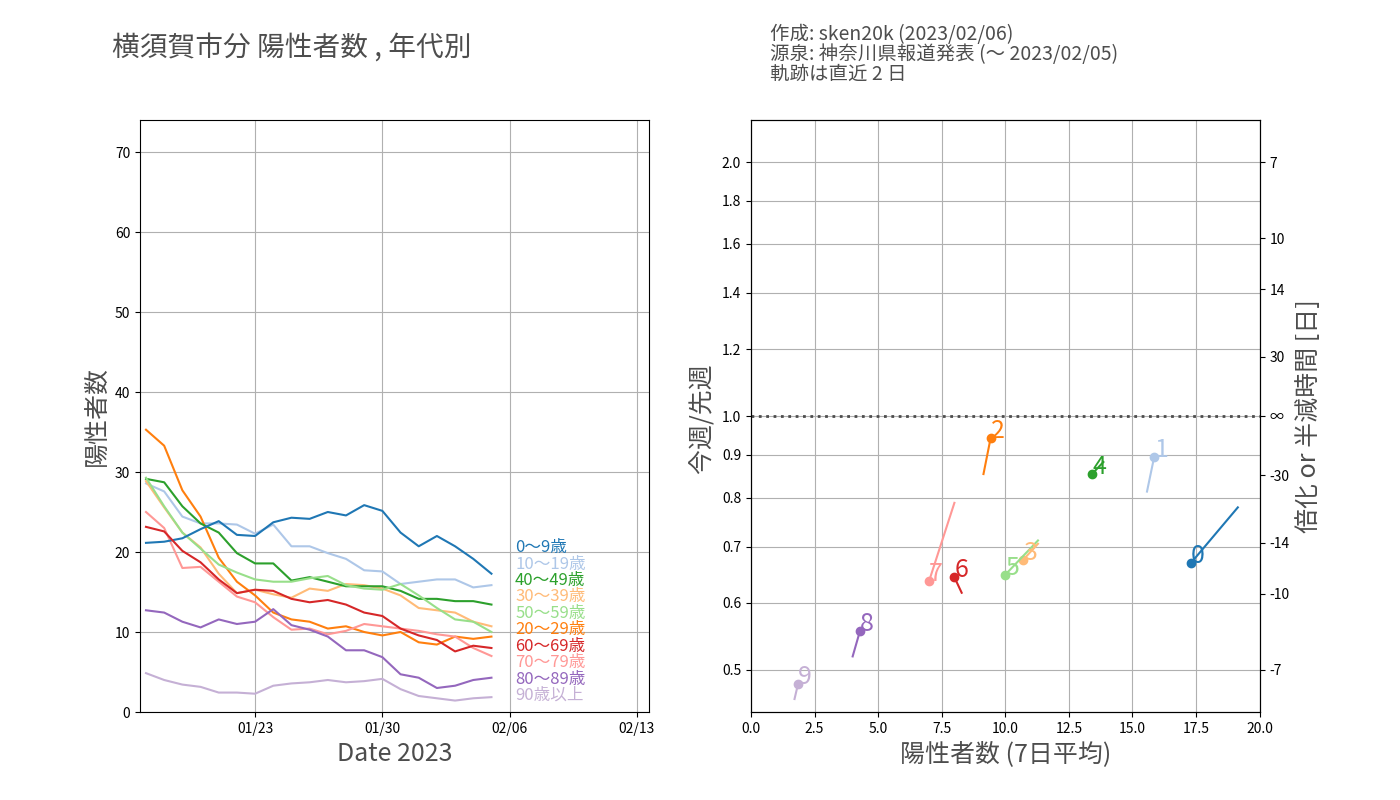 横須賀市分 陽性者数 , 年代別
作成: sken20k (2023/02/06)
源泉: 神奈川県報道発表 (〜 2023/02/05)
軌跡は直近 2 日
陽性者数
70
60
50
40
30
20
10
0
01/23
01/30
02/06
02/13
Date 2023
0〜9歳
10〜19歳
40〜49歳
30〜39歳
50〜59歳
20〜29歳
60〜69歳
70〜79歳
80〜89歳
90歳以上
今週/先週
2.0
1.8
1.6
1.4
1.2
1.0
0.9
0.8
0.7
0.6
0.5
2
1
4
3
0
5
7
6
8
9
0.0
2.5
5.0
7.5
10.0
12.5
15.0
17.5
20.0
陽性者数 (7日平均)
7
10
14
30
∞
-30
-14
-10
-7
倍化 or 半減時間 [日]